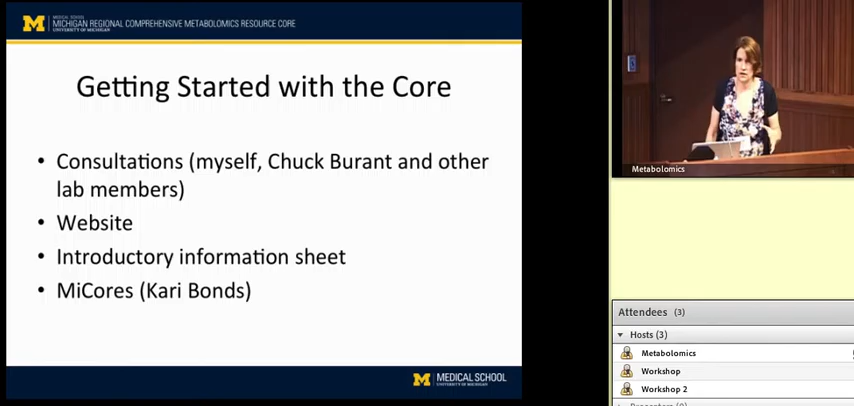 MEDICAL SCHOOL
MICHIGAN REGIONAL COMPREHENSIVE METABOLOMICS RESOURCE CORE
UNIVERSITY OF MICHIGAN
Getting Started with the Core
• Consultations (myself, Chuck Burant and other
lab members)
• Website
• Introductory information sheet
• MiCores (Kari Bonds)
MEDICAL SCHOOL
UNIVERSITY OF MICHIGAN
Metabolomics
Attendees (3)
Hosts (3)
Metabolomics
Workshop
Workshop 2